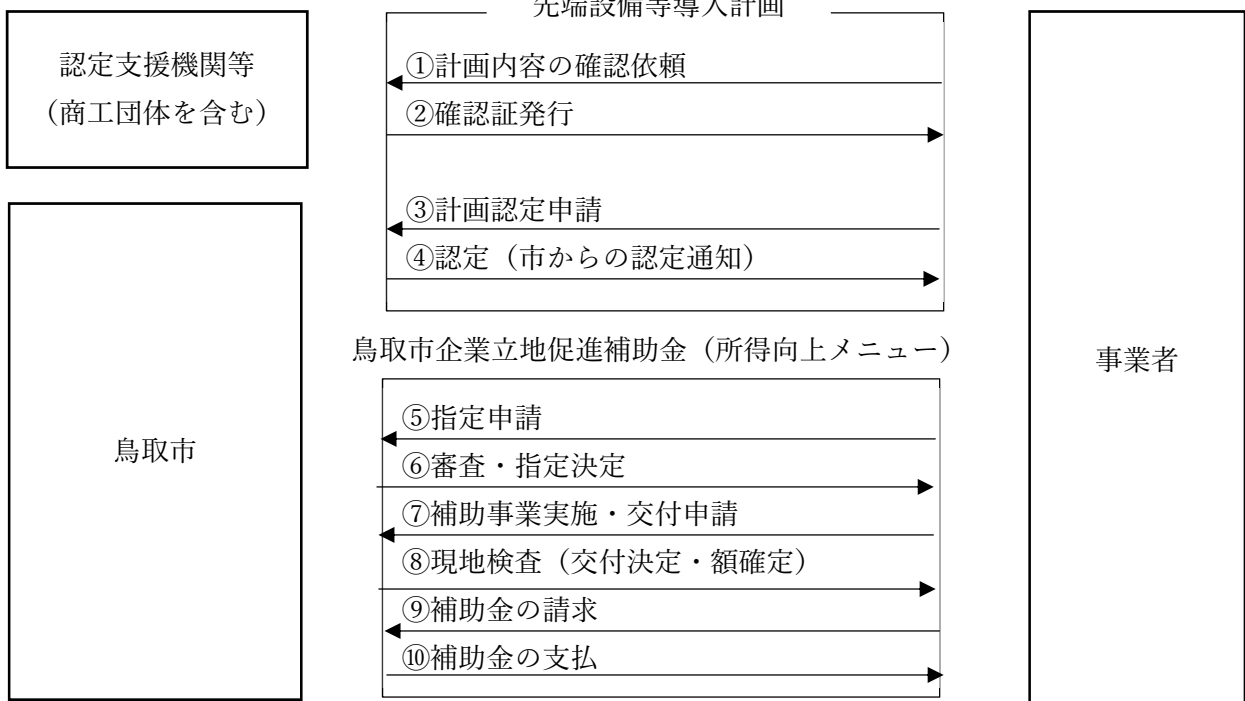 先端設備等導入計画
認定支援機関等
（商工団体を含む）
①計画内容の確認依頼
②確認証発行
③計画認定申請
④認定（市からの認定通知）
鳥取市企業立地促進補助金（所得向上メニュー）
事業者
鳥取市
⑤指定申請
⑥審査・指定決定
⑦補助事業実施・交付申請
⑧現地検査（交付決定・額確定）
⑨補助金の請求
⑩補助金の支払